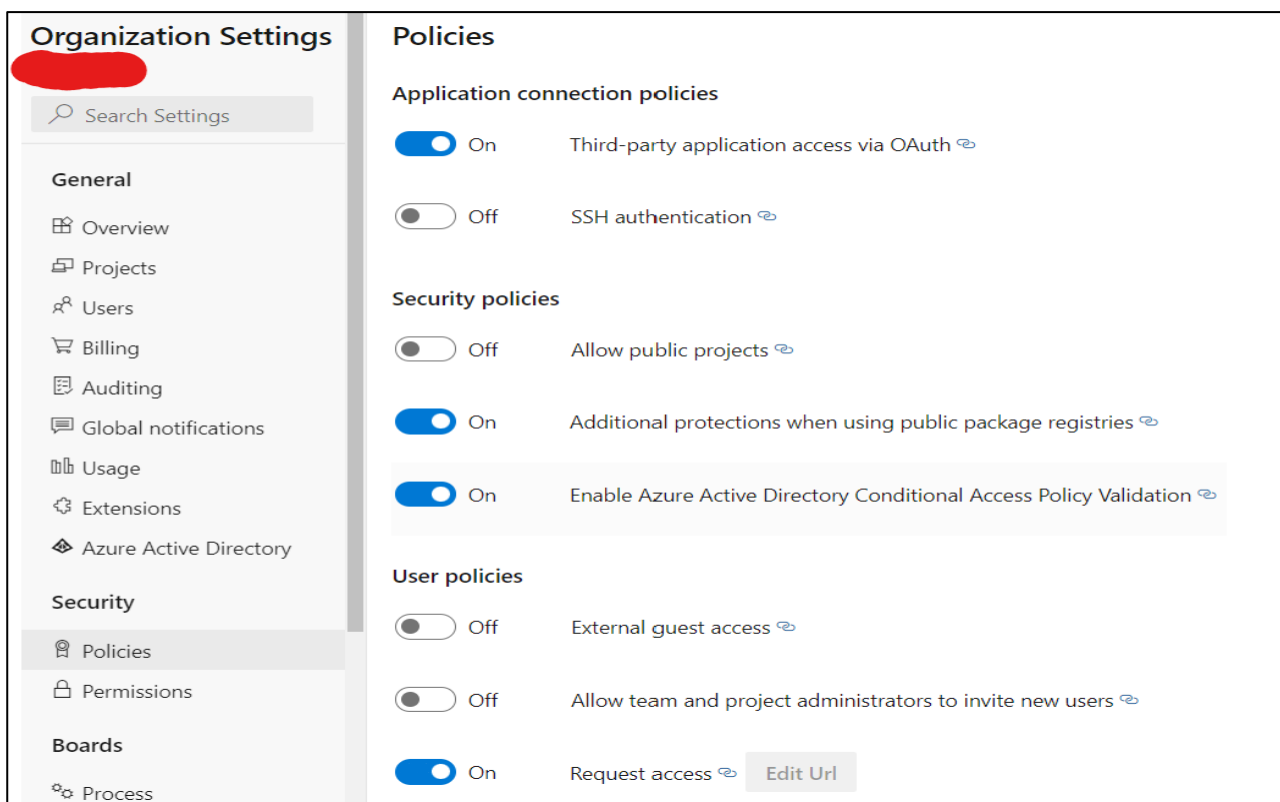 Organization Settings
Search Settings
General
Overview
Projects
Users
Billing
Auditing
Global notifications
Usage
Extensions
Azure Active Directory
Security
Policies
Permissions
Boards
Process
Policies
Application connection policies
On Third-party application access via OAuth
Off SSH authentication
Security policies
Off Allow public projects
On Additional protections when using public package registries
On Enable Azure Active Directory Conditional Access Policy Validation
User policies
Off External guest access
Off Allow team and project administrators to invite new users
On Request access Edit Url